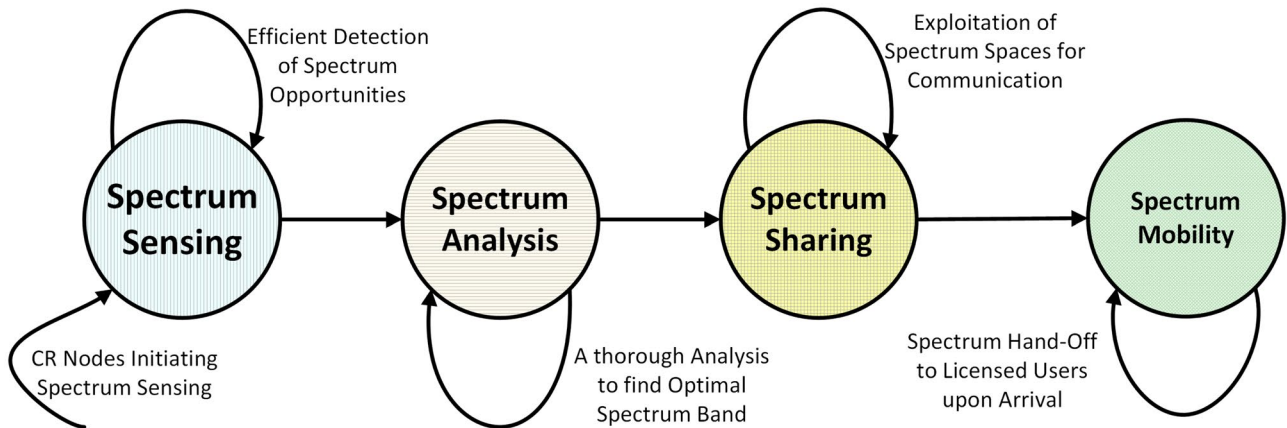 Efficient Detection
of Spectrum
Opportunities
Exploitation of
Spectrum Spaces for
Communication
Spectrum
Sensing
Spectrum
Analysis
Spectrum
Sharing
Spectrum
Mobility
CR Nodes Initiating
Spectrum Sensing
A thorough Analysis
to find Optimal
Spectrum Band
Spectrum Hand-Off
to Licensed Users
upon Arrival